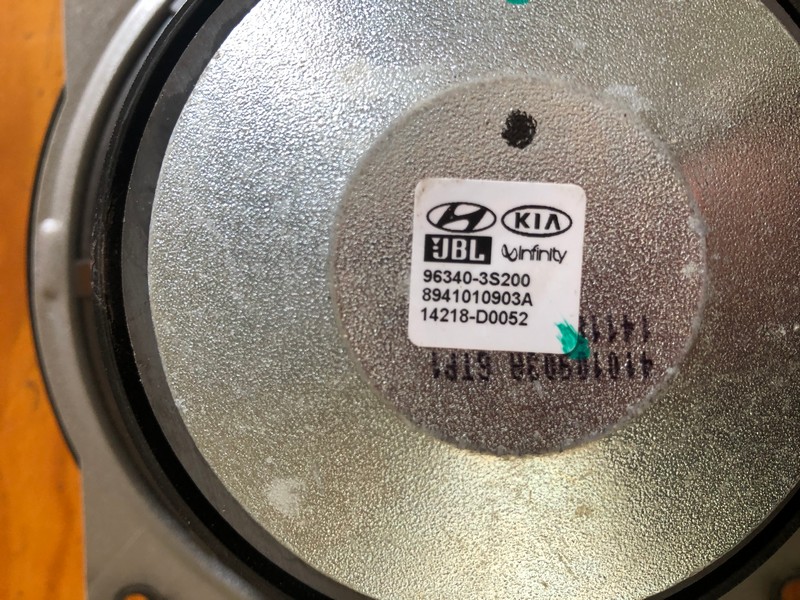 KIA
JBL infinity
96340-3S200
8941010903A
14218-D0052